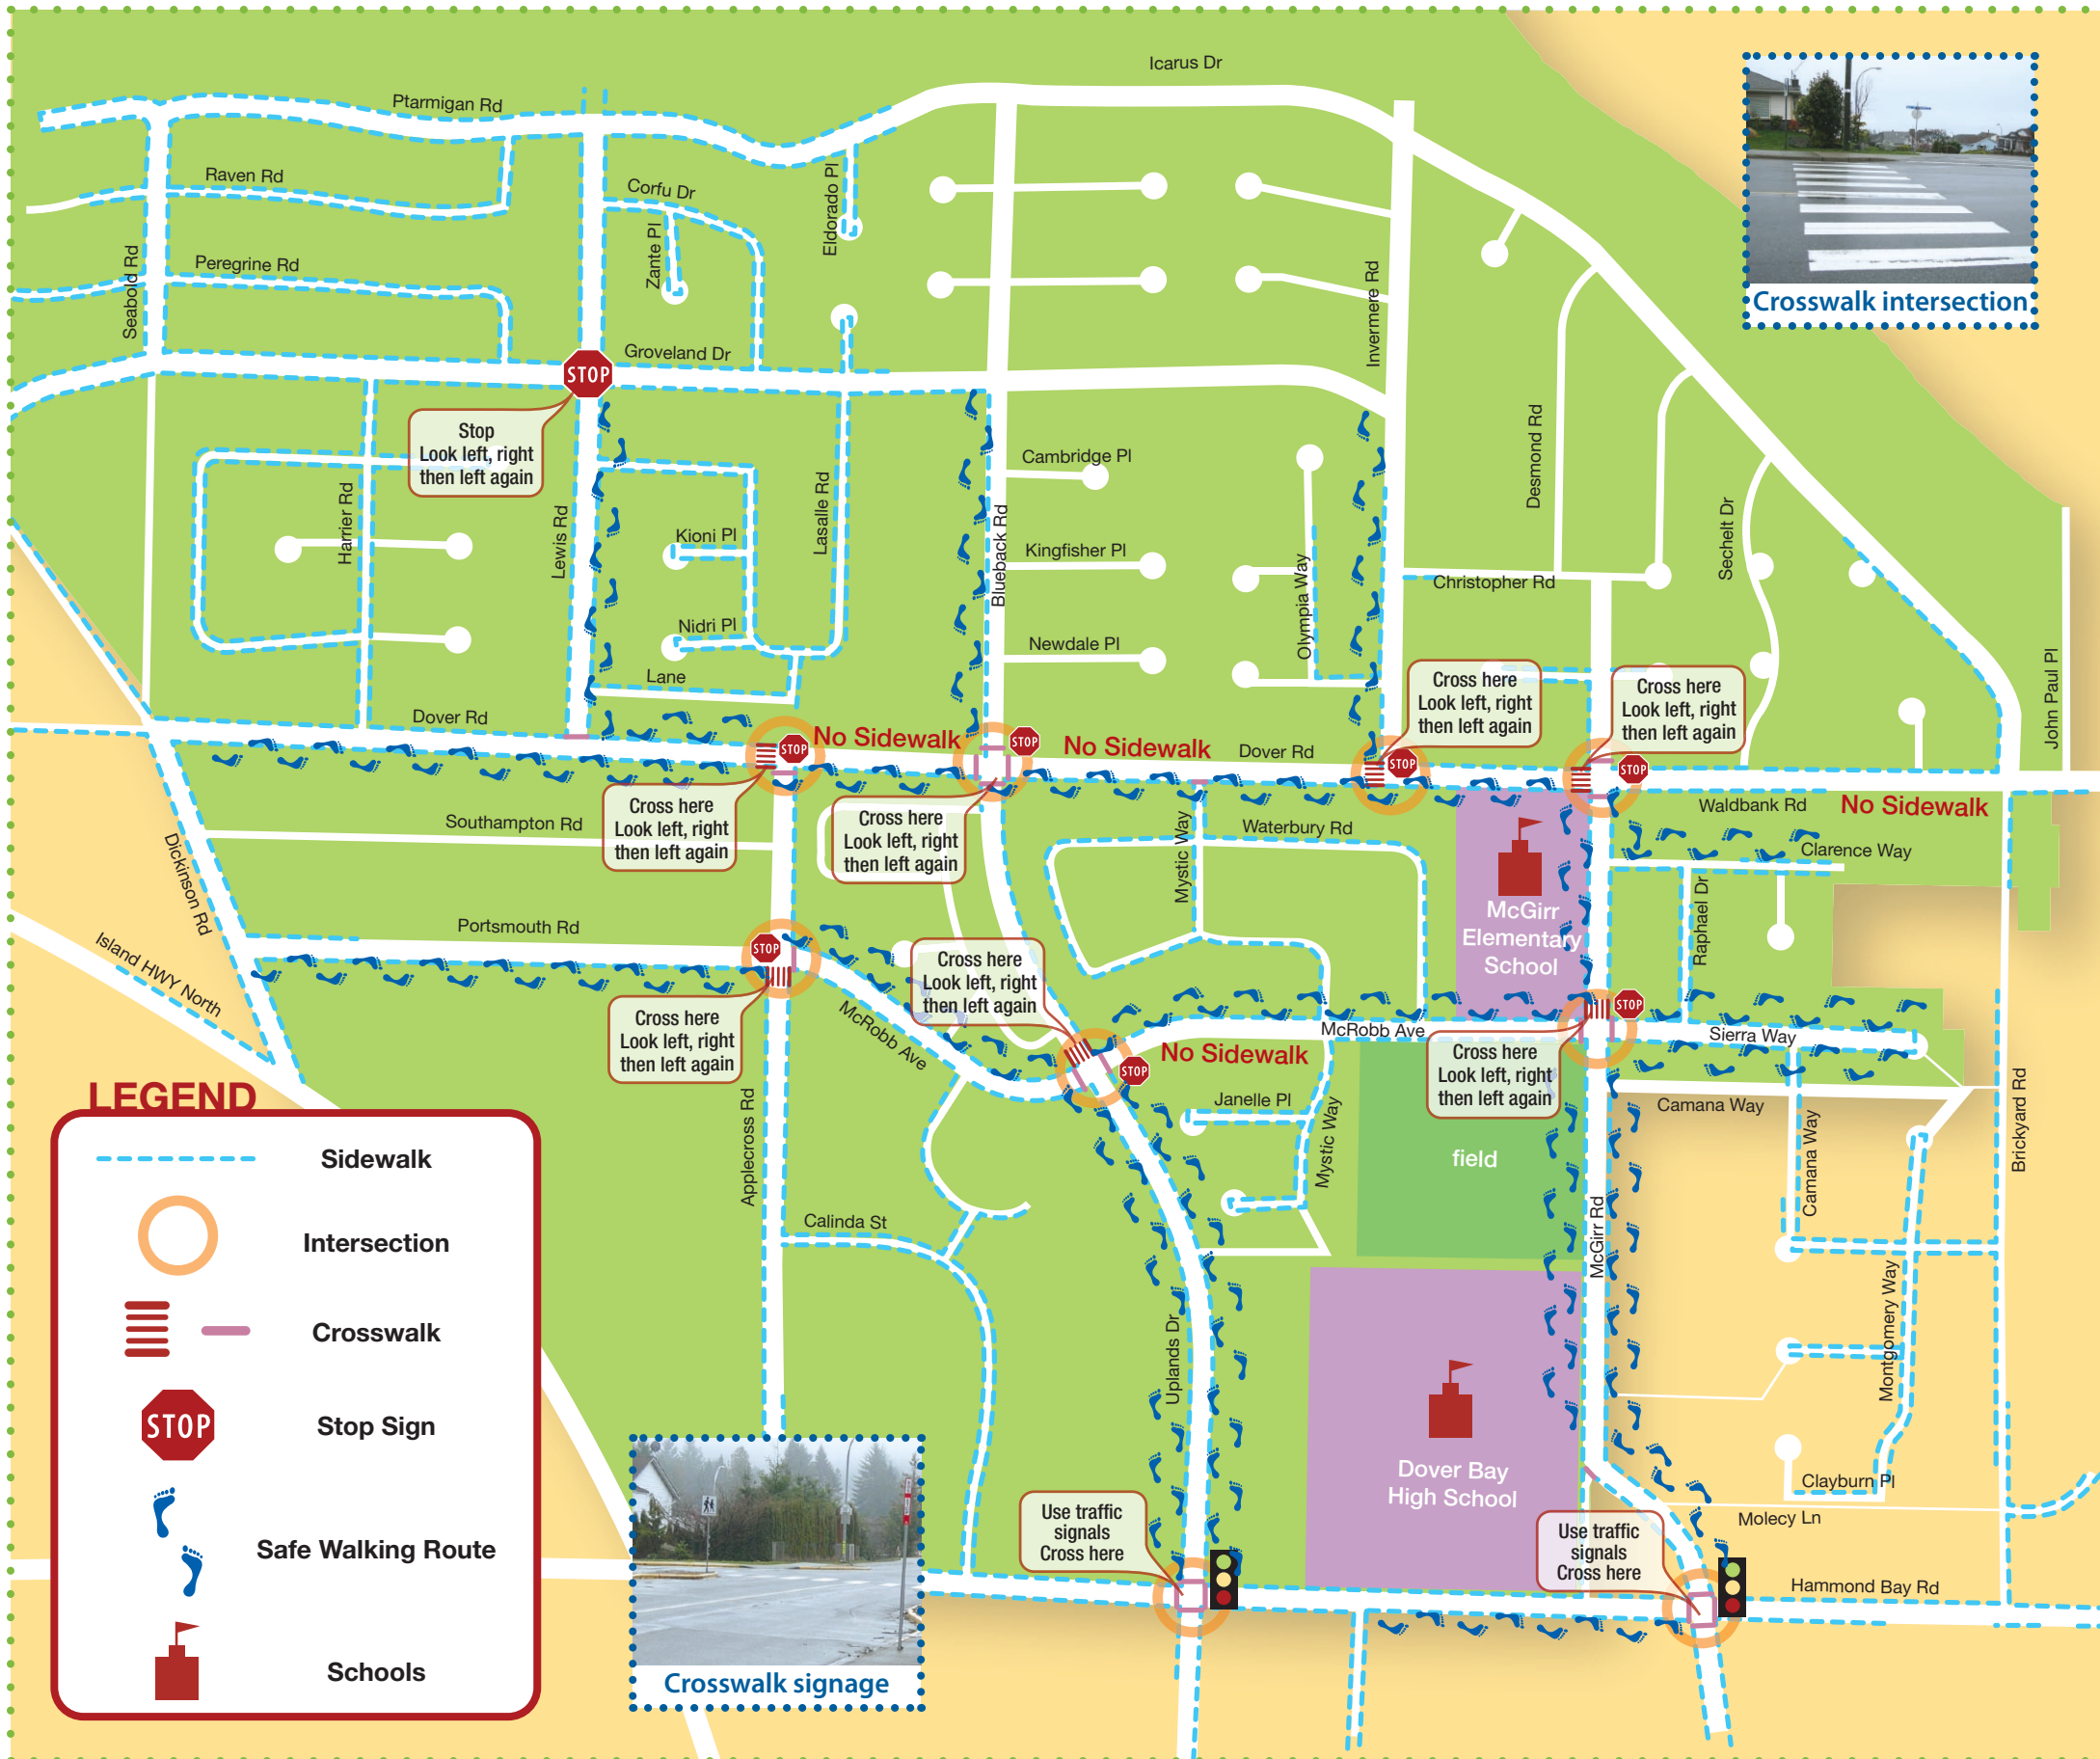 Icarus Dr
Ptarmigan Rd
Raven Rd
Corfu Dr
Eldorado Pl
Zante Pl
Seabold Rd
Peregrine Rd
Invermere Rd
Crosswalk intersection
Groveland Dr
STOP
Stop
Look left, right
then left again
Cambridge Pl
Desmond Rd
Harrier Rd
Lewis Rd
Lasalle Rd
Kioni Pl
Blueback Rd
Kingfisher Pl
Olympia Way
Sechelt Dr
Christopher Rd
Nidri Pl
Newdale Pl
Lane
John Paul Pl
Cross here
Look left, right
then left again
Cross here
Look left, right
then left again
Dover Rd
No Sidewalk
No Sidewalk
Dover Rd
STOP
STOP
STOP
STOP
Cross here
Look left, right
then left again
Cross here
Look left, right
then left again
Waldbank Rd
No Sidewalk
Southampton Rd
Mystic Way
Waterbury Rd
Clarence Way
Dickinson Rd
McGirr
Elementary
School
Raphael Dr
Portsmouth Rd
STOP
Island HWY North
Cross here
Look left, right
then left again
Cross here
Look left, right
then left again
McRobb Ave
McRobb Ave
STOP
Sierra Way
No Sidewalk
STOP
Cross here
Look left, right
then left again
Janelle Pl
Mystic Way
Camana Way
Camana Way
Brickyard Rd
Applecross Rd
field
McGirr Rd
Calinda St
Montgomery Way
Uplands Dr
Dover Bay
High School
Clayburn Pl
Molecy Ln
Use traffic
signals
Cross here
Use traffic
signals
Cross here
Hammond Bay Rd
Crosswalk signage
LEGEND
Sidewalk
Intersection
Crosswalk
STOP
Stop Sign
Safe Walking Route
Schools